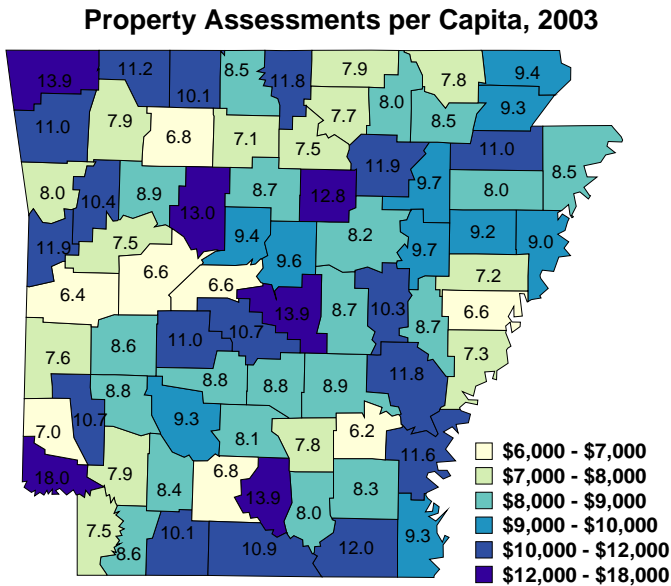 Property Assessments per Capita, 2003
13.9 11.2 10.1 8.5 11.8 7.9 7.8 9.4
11.0 7.9 6.8 7.1 7.5 7.7 8.0 8.5 9.3
8.0 10.4 8.9 13.0 8.7 12.8 11.9 9.7 11.0 8.5
8.0
11.9 7.5 9.4 9.6 8.2 9.7 9.2 9.0
6.4 6.6 6.6 13.9 8.7 10.3 8.7 7.2
6.6
7.6 8.6 11.0 10.7 7.3
8.8 8.8 8.8 8.9 11.8
7.0 10.7 9.3 8.1 7.8 6.2 11.6
18.0 7.9 8.4 6.8 13.9 8.0 8.3
7.5 8.6 10.1 10.9 12.0 9.3
$6,000 - $7,000
$7,000 - $8,000
$8,000 - $9,000
$9,000 - $10,000
$10,000 - $12,000
$12,000 - $18,000